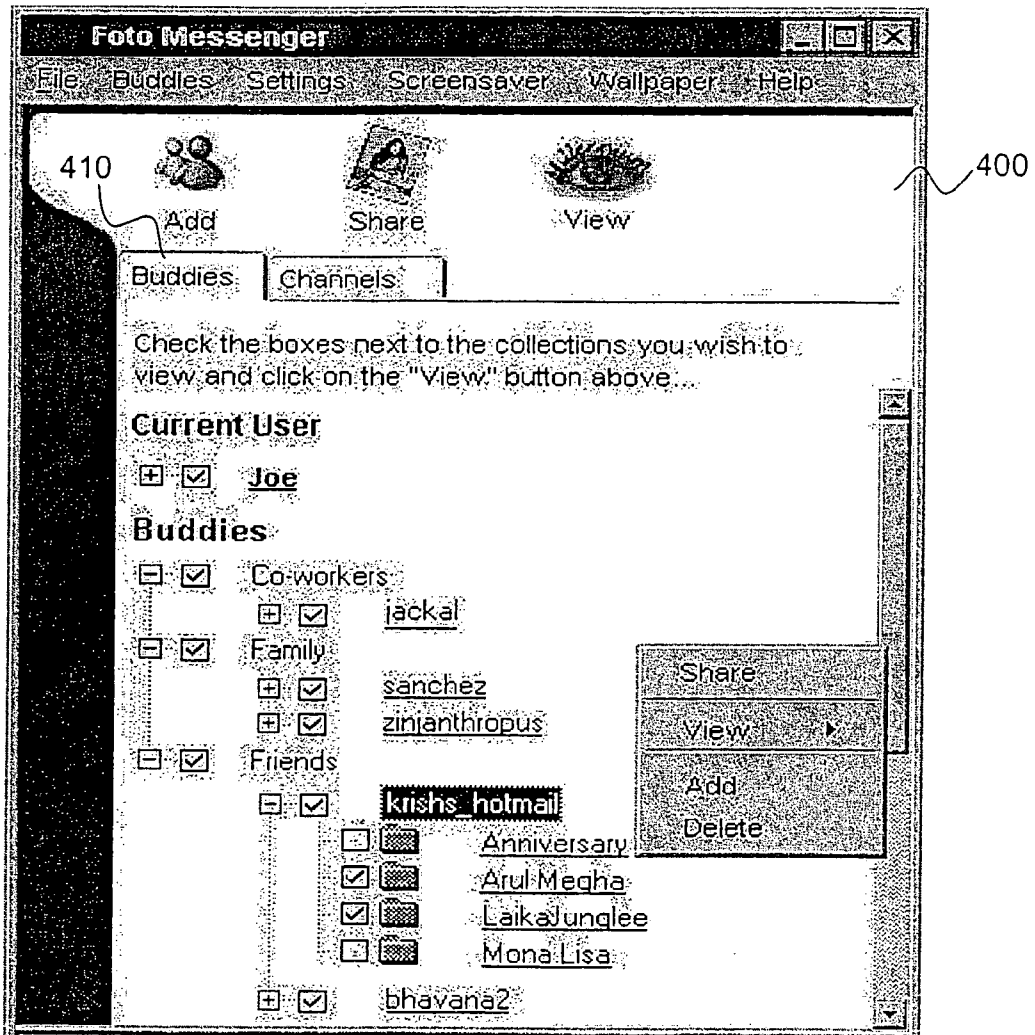 Foto Messenger
File Buddies Settings Screensaver Wallpaper Help
410
400
Add Share View
Buddies Channels
Check the boxes next to the collections you wish to
view and click on the "View" button above...
Current User
Joe
Buddies
Co-workers
jackal
Family
sanchez
zinjanthropus
Friends
krishs_hotmail
Anniversary
Arul Megha
LaikaJunglee
Mona Lisa
bhavana2
Share
View
Add
Delete